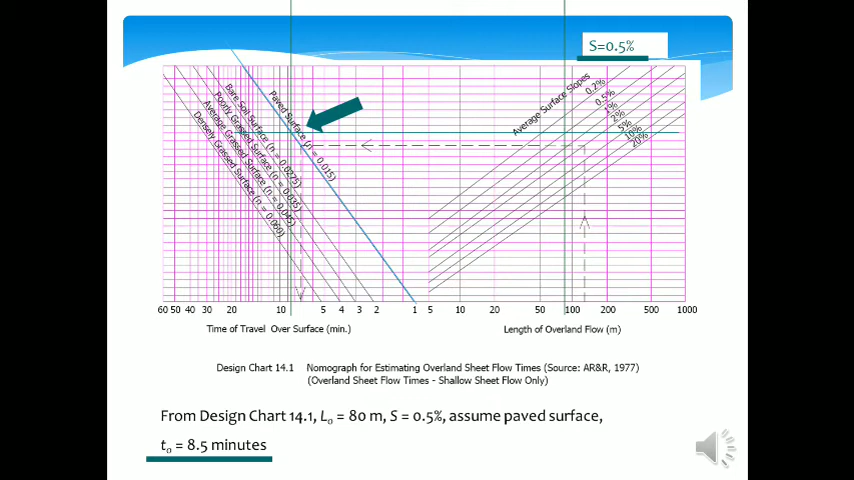 S=0.5%
Average Surface Slopes
0.2%
0.5%
1%
2%
5%
10%
20%
Paved Surface (n = 0.015)
Bare Soil Surface (n = 0.0275)
Poorly Grassed Surface (n = 0.035)
Average Grassed Surface (n = 0.045)
Densely Grassed Surface (n = 0.060)
60 50 40 30 20 10 5 4 3 2 1 5 10 20 50 100 200 500 1000
Time of Travel Over Surface (min.) Length of Overland Flow (m)
Design Chart 14.1 Nomograph for Estimating Overland Sheet Flow Times (Source: AR&R, 1977)
(Overland Sheet Flow Times - Shallow Sheet Flow Only)
From Design Chart 14.1, Lo = 80 m, S = 0.5%, assume paved surface,
to = 8.5 minutes